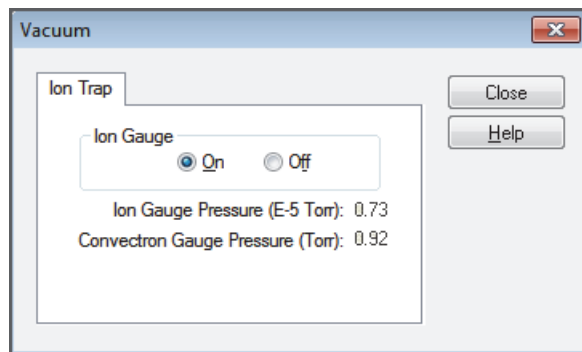 Vacuum
Ion Trap
Close
Help
Ion Gauge
On Off
Ion Gauge Pressure (E-5 Torr): 0.73
Convectron Gauge Pressure (Torr): 0.92